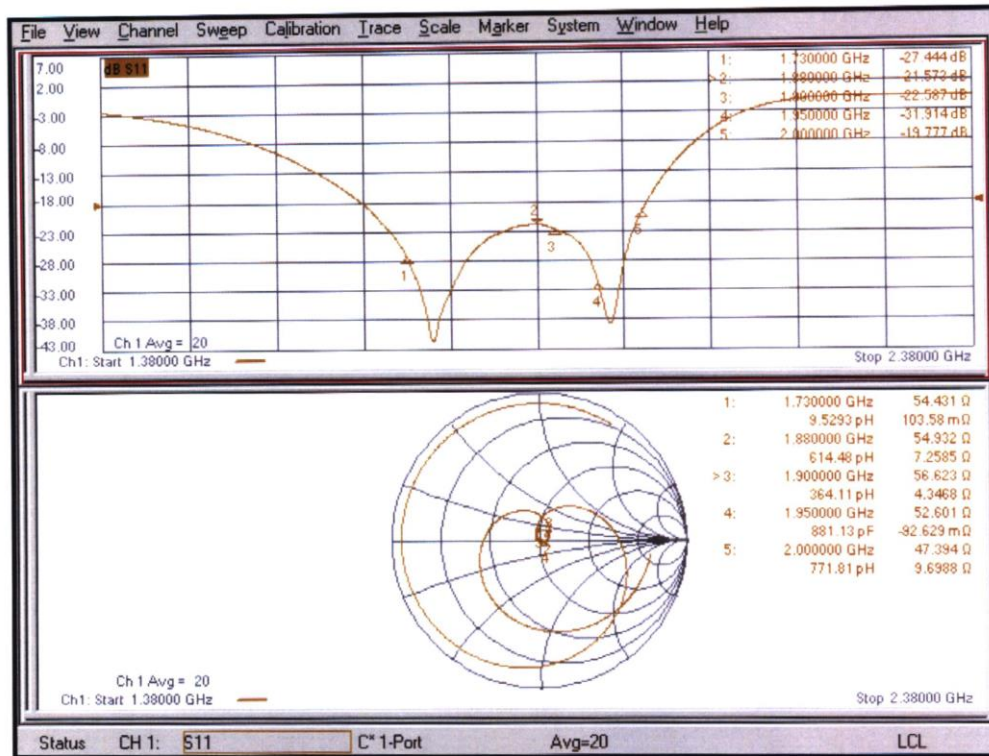 File View Channel Sweep Calibration Trace Scale Marker System Window Help
7.00
2.00
-3.00
-8.00
-13.00
-18.00
-23.00
-28.00
-33.00
-38.00
-43.00
dB S11
1: 1.730000 GHz -27.444 dB
>2: 1.880000 GHz -21.573 dB
3: 1.900000 GHz -22.587 dB
4: 1.950000 GHz -31.914 dB
5: 2.000000 GHz -19.777 dB
1
2
3
4
5
Ch 1 Avg = 20
Ch1: Start 1.38000 GHz
Stop 2.38000 GHz
1: 1.730000 GHz 54.431 Ω
9.5293 pH 103.58 mΩ
2: 1.880000 GHz 54.932 Ω
614.48 pH 7.2585 Ω
>3: 1.900000 GHz 56.623 Ω
364.11 pH 4.3468 Ω
4: 1.950000 GHz 52.601 Ω
881.13 pF -92.629 mΩ
5: 2.000000 GHz 47.394 Ω
771.81 pH 9.6988 Ω
4
Ch 1 Avg = 20
Ch1: Start 1.38000 GHz
Stop 2.38000 GHz
Status CH 1: S11 C* 1-Port Avg=20 LCL